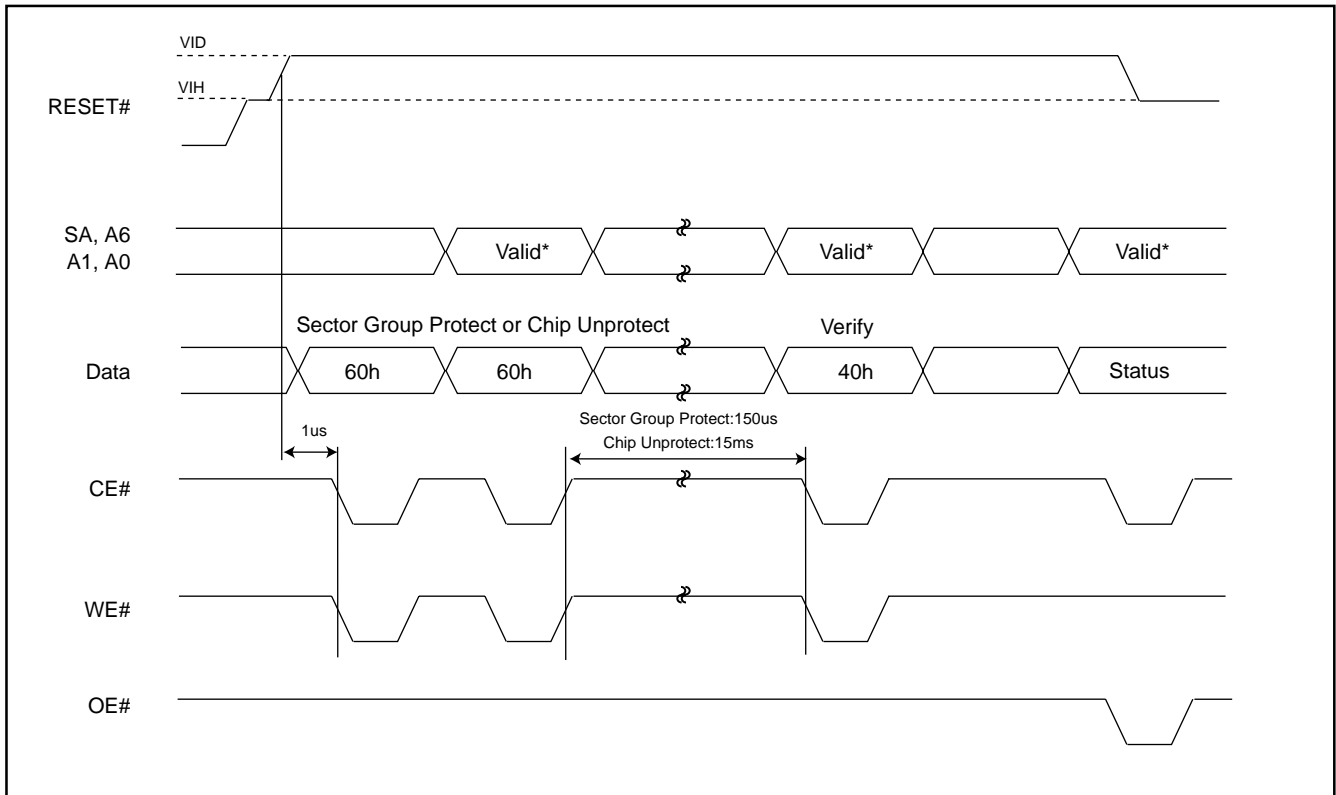 VID
VIH
RESET#
SA, A6
A1, A0
Valid*
Valid*
Valid*
Sector Group Protect or Chip Unprotect
Verify
Data
60h
60h
40h
Status
1us
Sector Group Protect:150us
Chip Unprotect:15ms
CE#
WE#
OE#